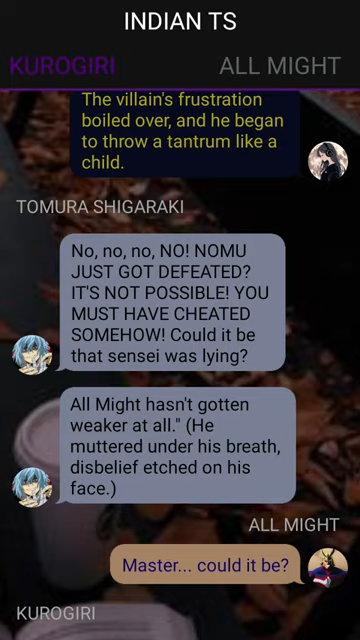 INDIAN TS
KUROGIRI
ALL MIGHT
The villain's frustration
boiled over, and he began
to throw a tantrum like a
child.
TOMURA SHIGARAKI
No, no, no, NO! NOMU
JUST GOT DEFEATED?
IT'S NOT POSSIBLE! YOU
MUST HAVE CHEATED
SOMEHOW! Could it be
that sensei was lying?
All Might hasn't gotten
weaker at all." (He
muttered under his breath,
disbelief etched on his
face.)
ALL MIGHT
Master... could it be?
KUROGIRI